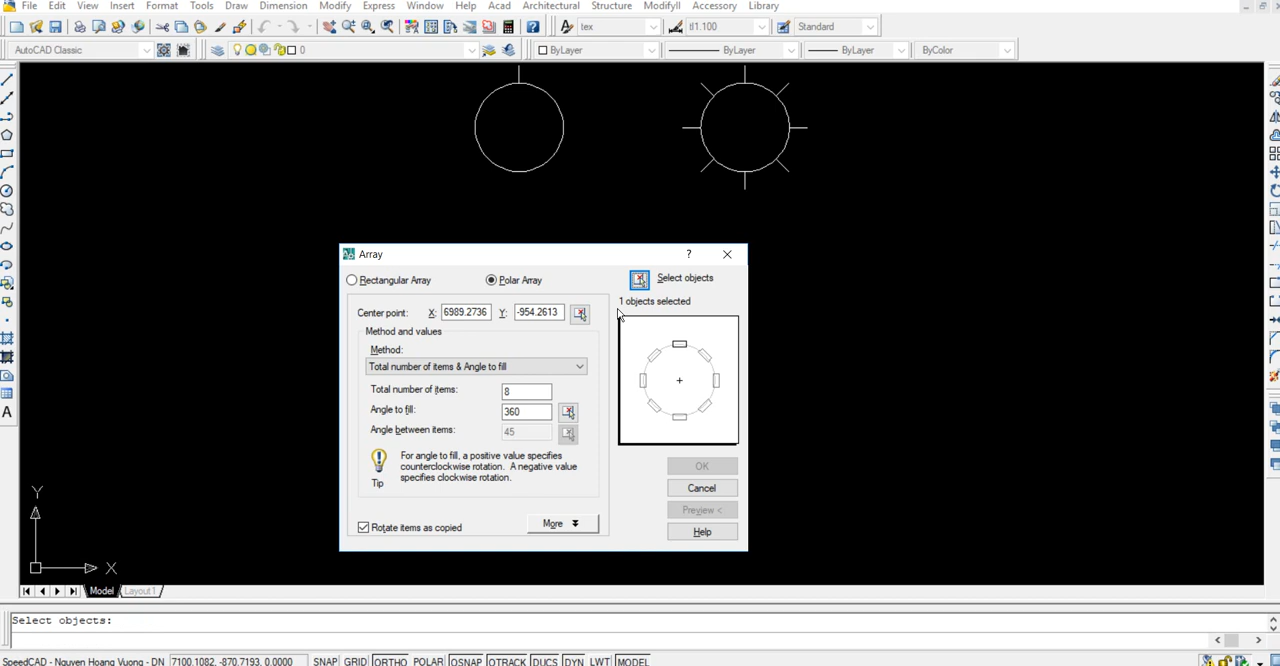 File Edit View Insert Format Tools Draw Dimension Modify Express Window Help Acad Architectural Structure Modifyll Accessory Library
tex tl1.100 Standard
AutoCAD Classic 0 ByLayer ByLayer ByLayer ByColor
Array ?
Rectangular Array Polar Array Select objects
1 objects selected
Center point: X: 6989.2736 Y: -954.2613
Method and values
Method:
Total number of items & Angle to fill
Total number of items: 8
Angle to fill: 360
Angle between items: 45
For angle to fill, a positive value specifies
counterclockwise rotation. A negative value
specifies clockwise rotation.
Tip
OK
Cancel
Preview <
Rotate items as copied More Help
Y
X
Model Layout1
Select objects:
SpeedCAD - Nguyen Hoang Vuong - DN 7100.1082, -870.7193, 0.0000 SNAP GRID ORTHO POLAR OSNAP OTRACK DUCS DYN LWT MODEL
A